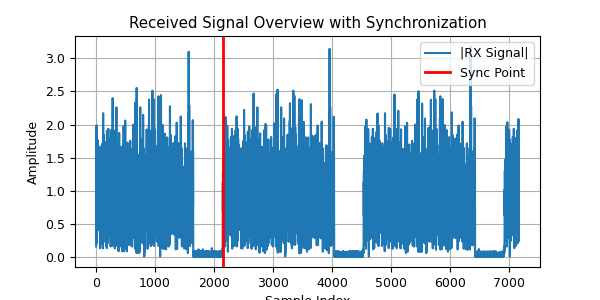 Received Signal Overview with Synchronization
|RX Signal|
Sync Point
Amplitude
3.0
2.5
2.0
1.5
1.0
0.5
0.0
0 1000 2000 3000 4000 5000 6000 7000
Sample Index